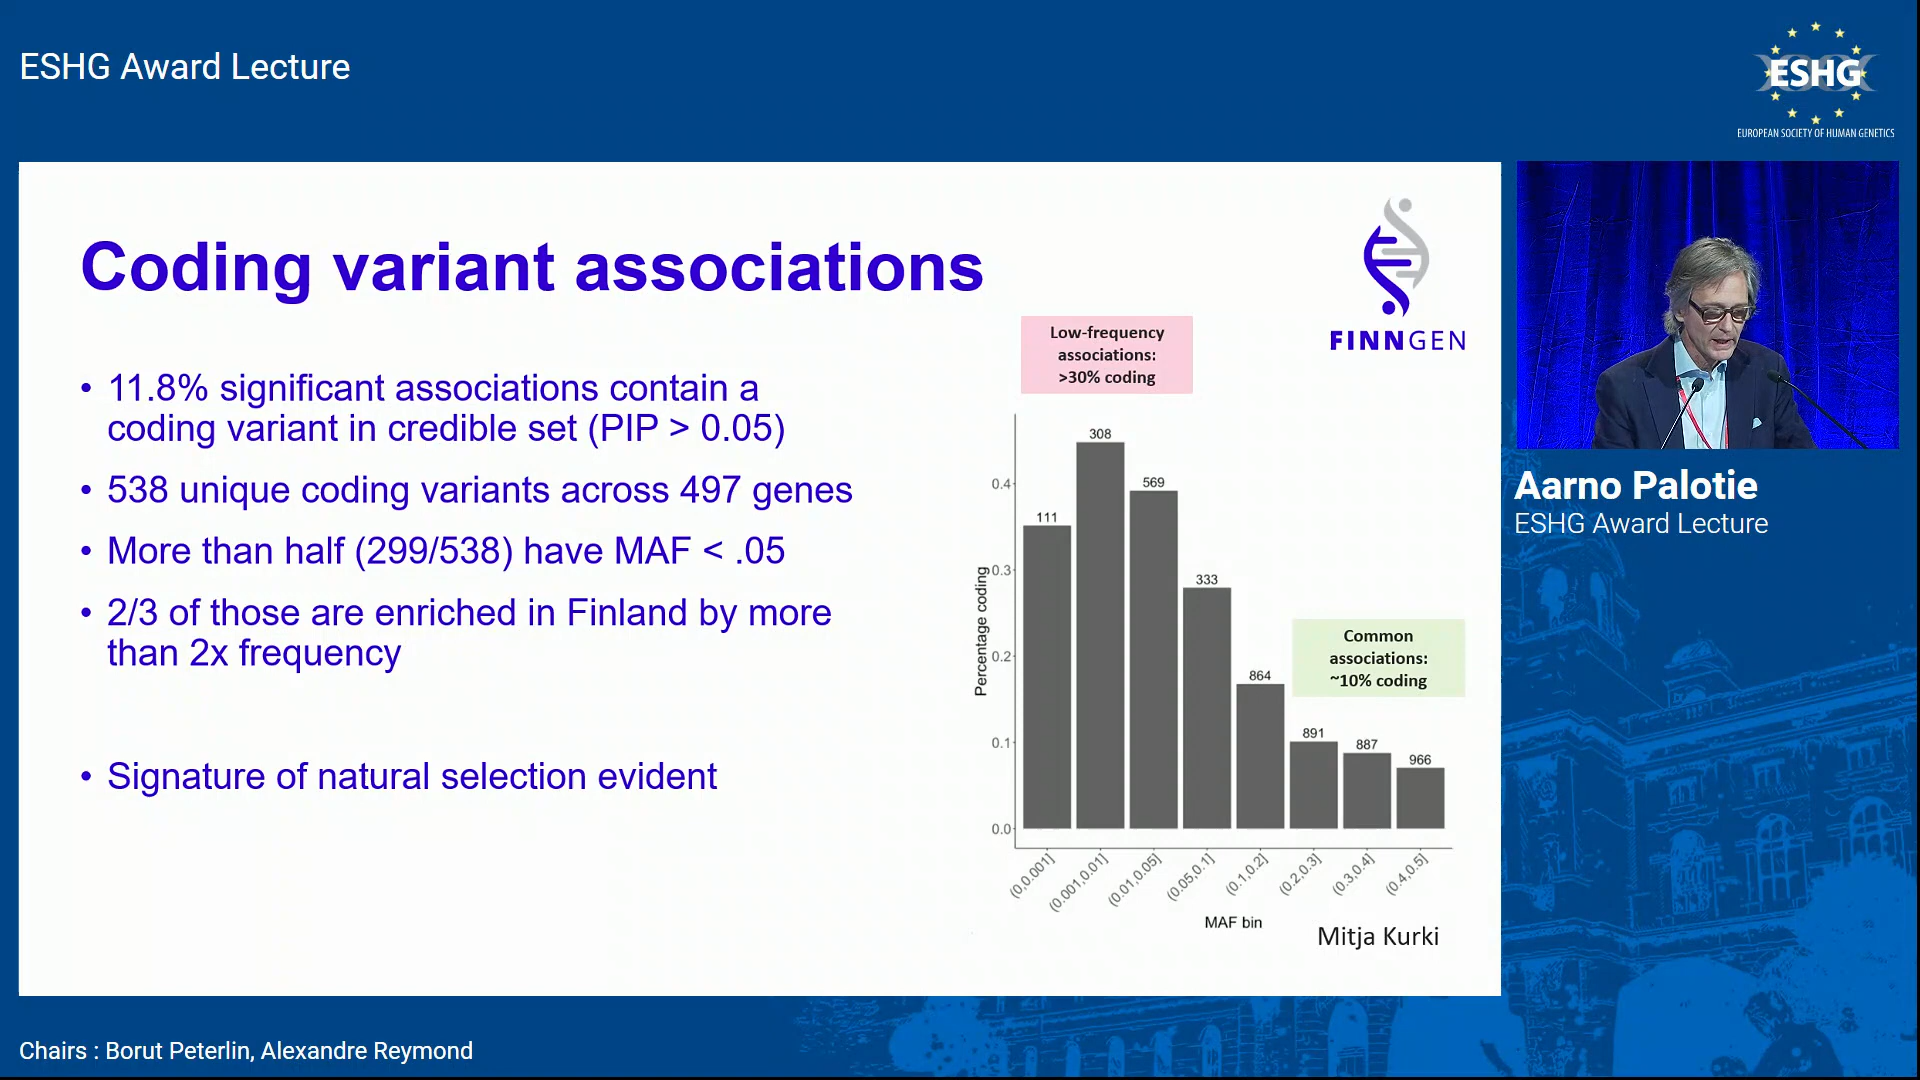 ESHG Award Lecture
ESHG
EUROPEAN SOCIETY OF HUMAN GENETICS
Coding variant associations
FINNGEN
• 11.8% significant associations contain a
coding variant in credible set (PIP > 0.05)
• 538 unique coding variants across 497 genes
• More than half (299/538) have MAF < .05
• 2/3 of those are enriched in Finland by more
than 2x frequency
• Signature of natural selection evident
Low-frequency
associations:
>30% coding
Common
associations:
~10% coding
Percentage coding
0.4
0.3
0.2
0.1
0.0
111
308
569
333
864
891
887
966
(0,0.001]
(0.001,0.01]
(0.01,0.05]
(0.05,0.1]
(0.1,0.2]
(0.2,0.3]
(0.3,0.4]
(0.4,0.5]
MAF bin
Mitja Kurki
Aarno Palotie
ESHG Award Lecture
Chairs : Borut Peterlin, Alexandre Reymond